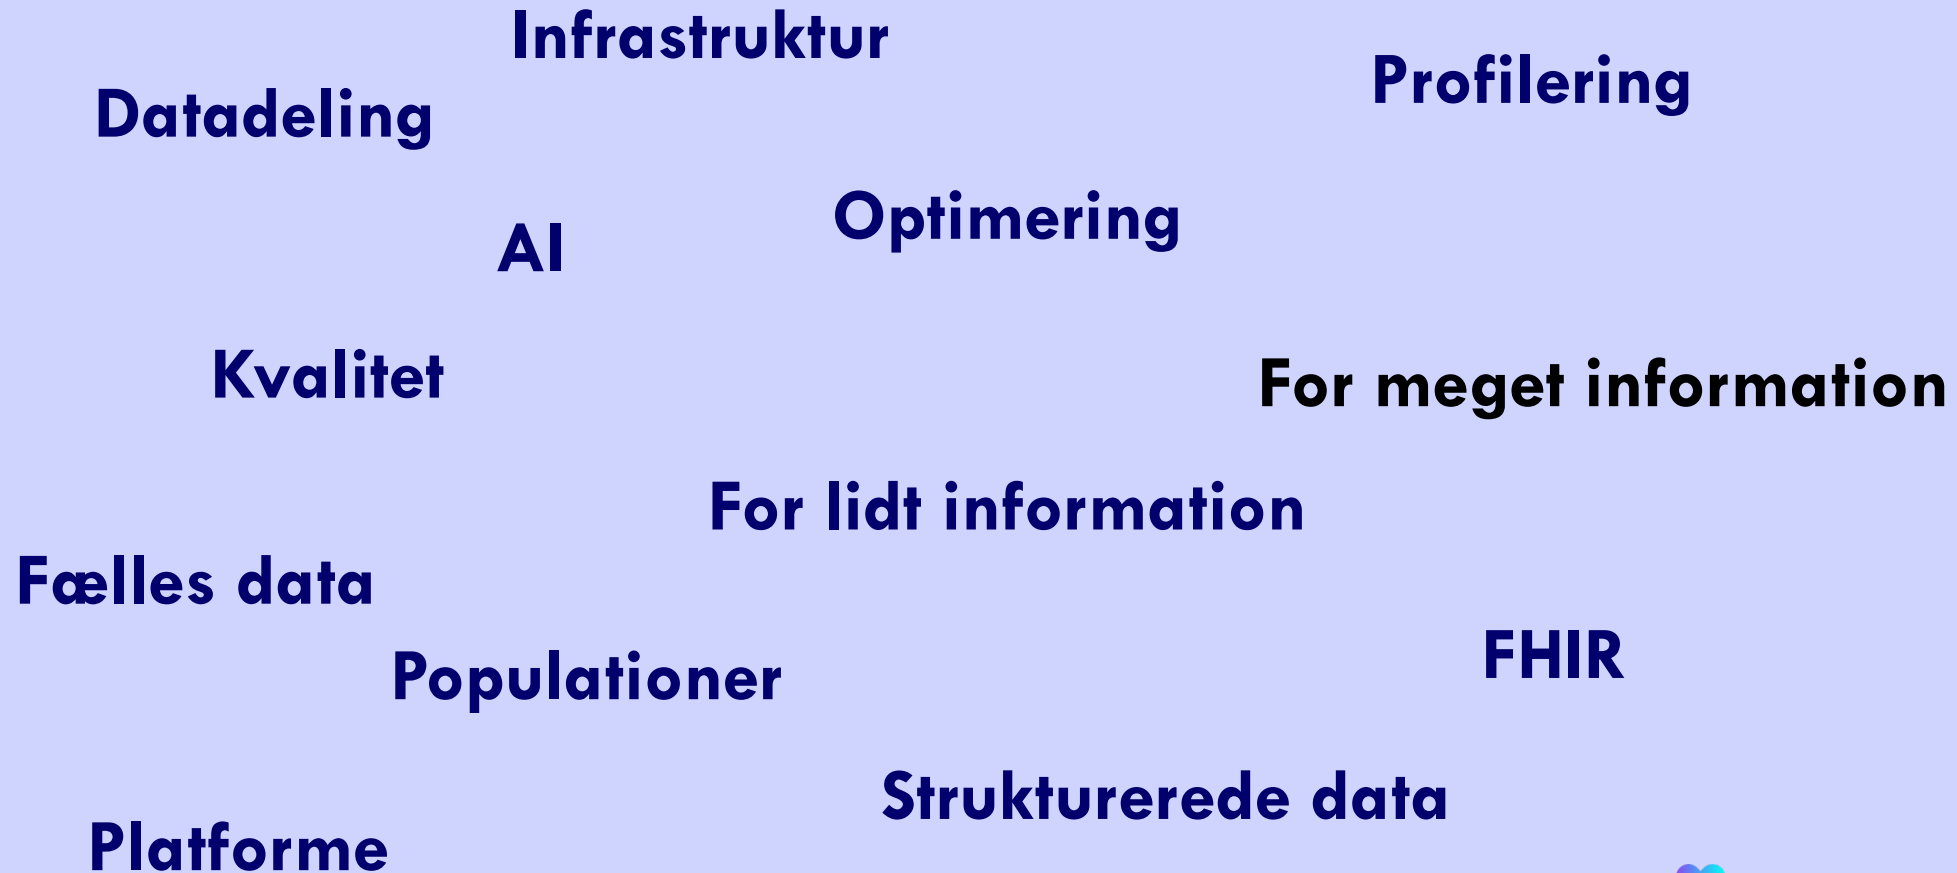 Infrastruktur
Profilering
Datadeling
Optimering
AI
Kvalitet
For meget information
For lidt information
Fælles data
FHIR
Populationer
Strukturerede data
Platforme